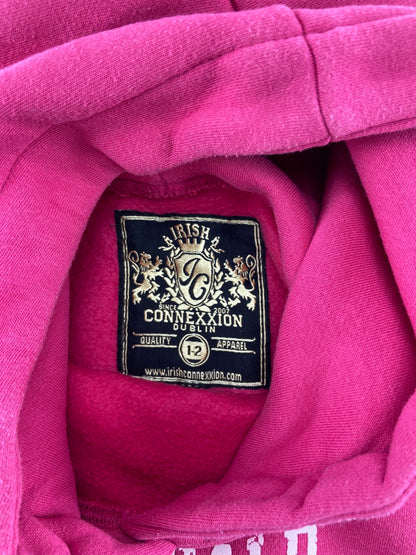 IRISH
IC
SINCE 2007
CONNEXXION
DUBLIN
QUALITY 1-2 APPAREL
www.irishconnexxion.com